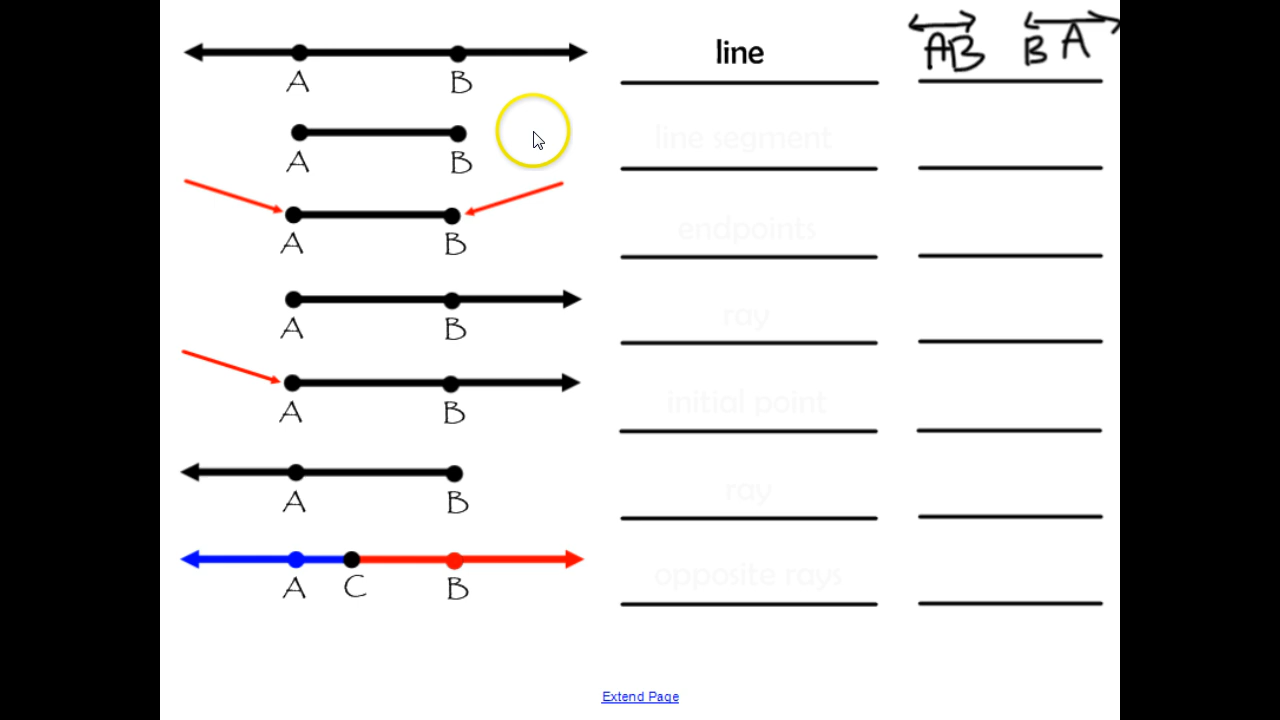 A B line AB BA
A B line segment
A B endpoints
A B ray
A B initial point
A B ray
A C B opposite rays
Extend Page